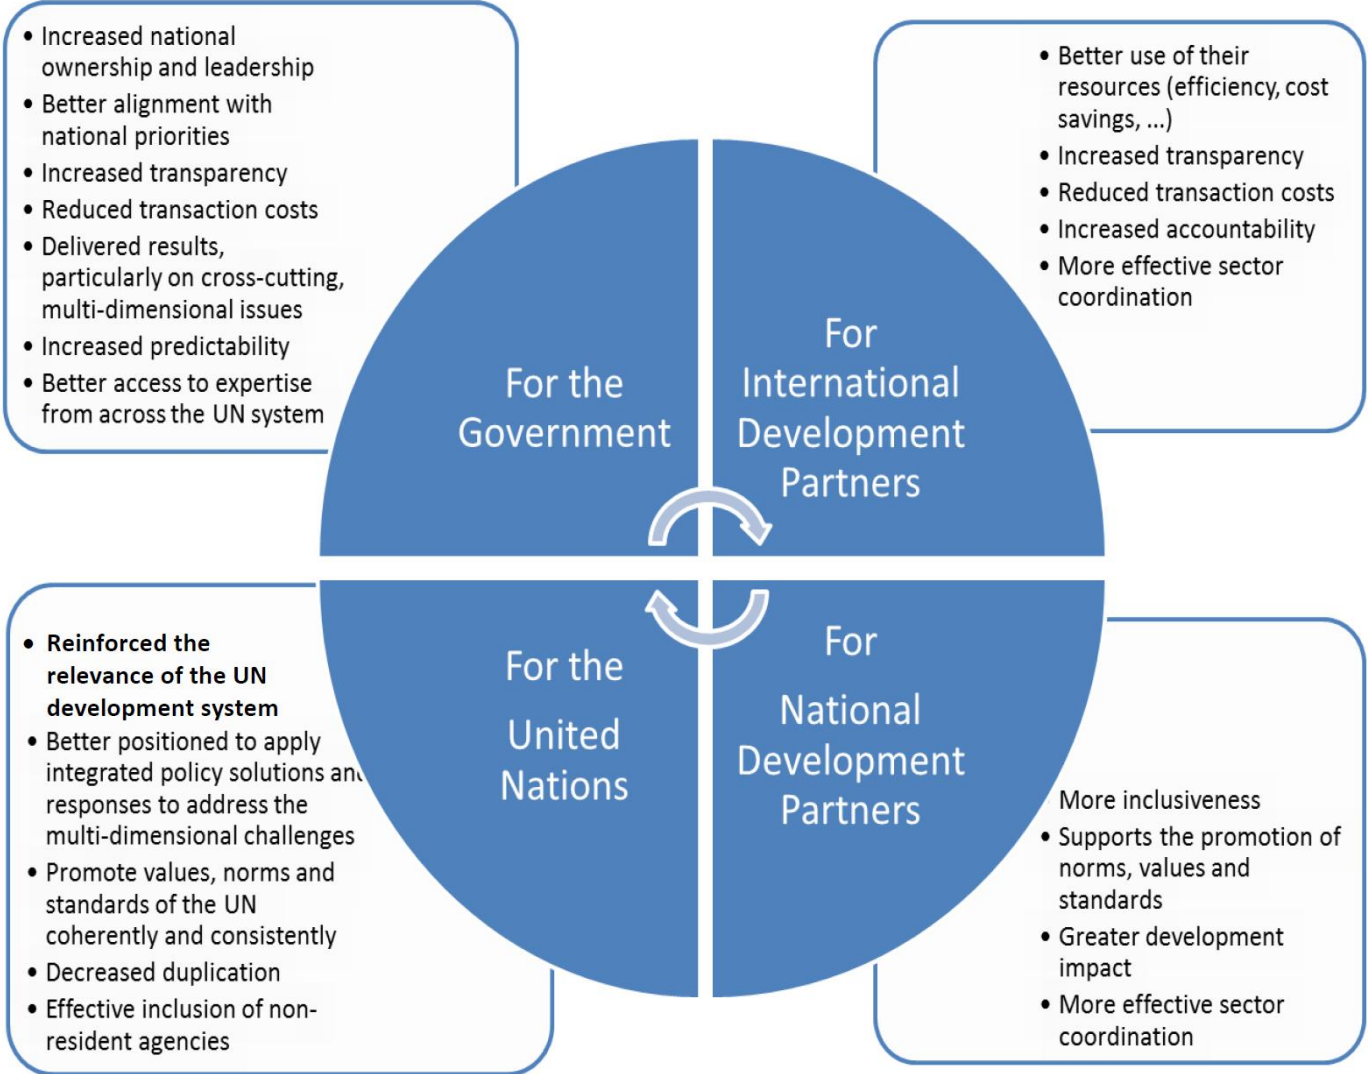 • Increased national
ownership and leadership
• Better alignment with
national priorities
• Increased transparency
• Reduced transaction costs
• Delivered results,
particularly on cross-cutting,
multi-dimensional issues
• Increased predictability
• Better access to expertise
from across the UN system
• Better use of their
resources (efficiency, cost
savings, ...)
• Increased transparency
• Reduced transaction costs
• Increased accountability
• More effective sector
coordination
For the
Government
For
International
Development
Partners
For the
United
Nations
For
National
Development
Partners
• Reinforced the
relevance of the UN
development system
• Better positioned to apply
integrated policy solutions and
responses to address the
multi-dimensional challenges
• Promote values, norms and
standards of the UN
coherently and consistently
• Decreased duplication
• Effective inclusion of non-
resident agencies
More inclusiveness
• Supports the promotion of
norms, values and
standards
• Greater development
impact
• More effective sector
coordination